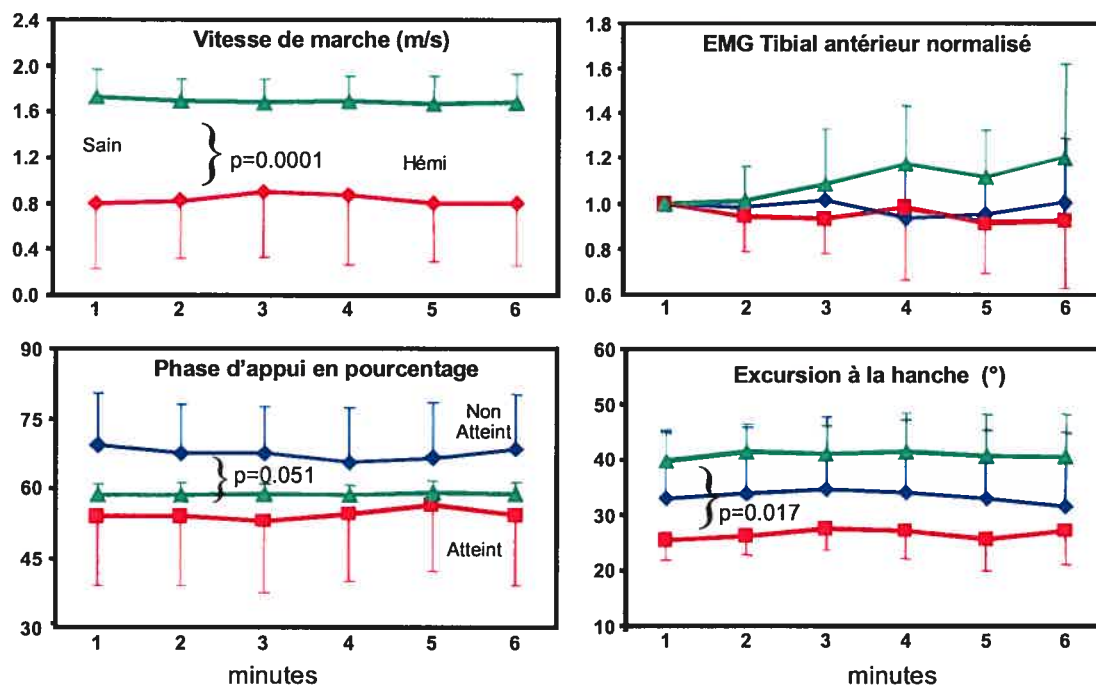 Vitesse de marche (m/s)
2.4
2.0
1.6
1.2
0.8
0.4
0.0
Sain
p=0.0001
Hémi
1 2 3 4 5 6
EMG Tibial antérieur normalisé
1.8
1.6
1.4
1.2
1.0
0.8
0.6
1 2 3 4 5 6
Phase d'appui en pourcentage
90
75
60
45
30
Non
Atteint
p=0.051
Atteint
1 2 3 4 5 6
minutes
Excursion à la hanche (°)
60
50
40
30
20
10
p=0.017
1 2 3 4 5 6
minutes